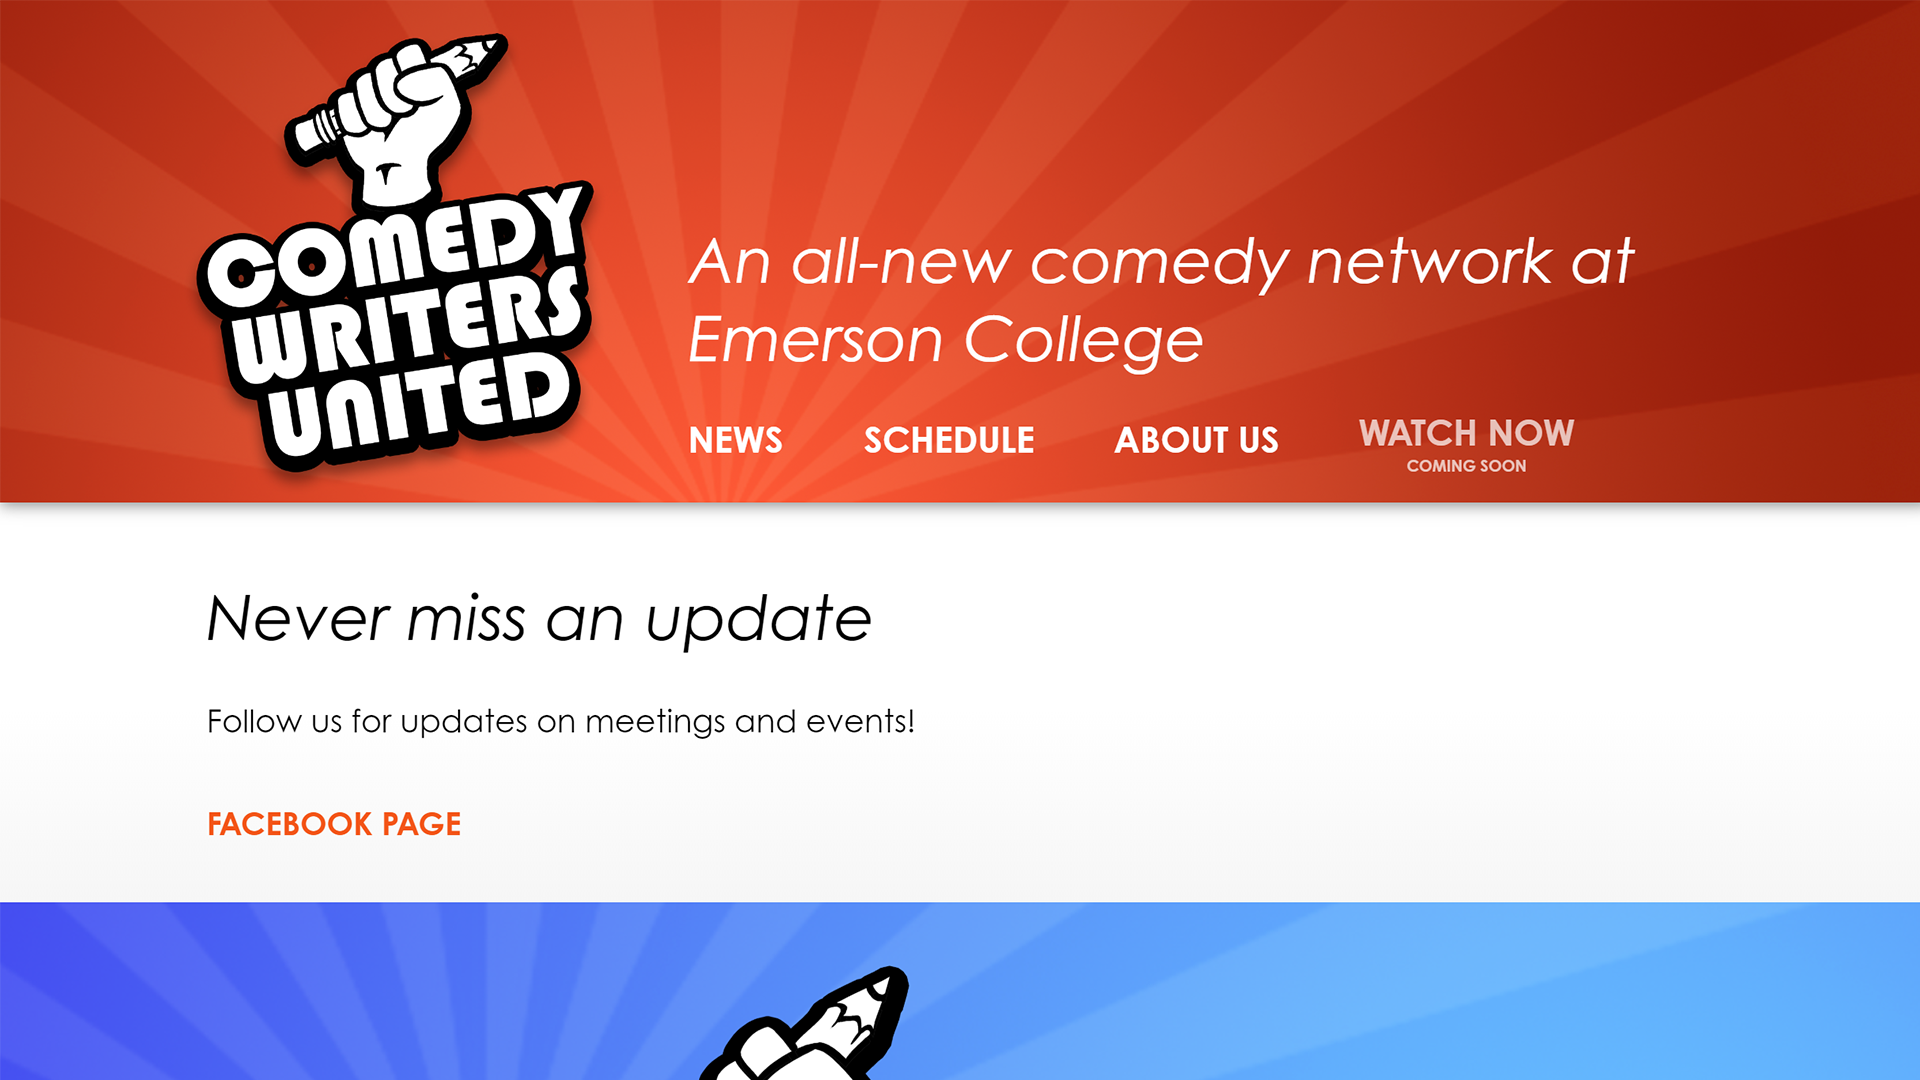 COMEDY
WRITERS
UNITED
An all-new comedy network at
Emerson College
NEWS
SCHEDULE
ABOUT US
WATCH NOW
COMING SOON
Never miss an update
Follow us for updates on meetings and events!
FACEBOOK PAGE